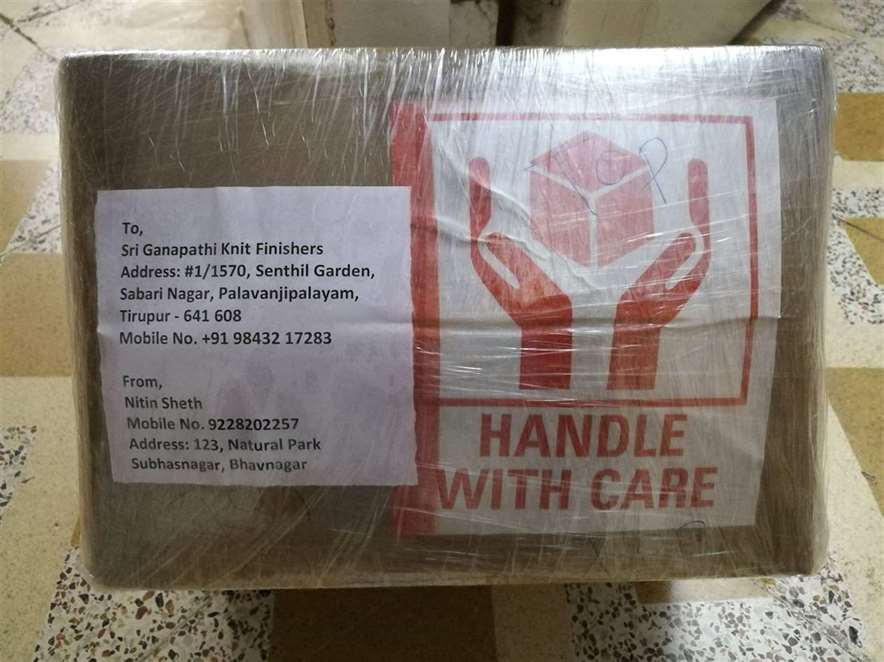 To,
Sri Ganapathi Knit Finishers
Address: #1/1570, Senthil Garden,
Sabari Nagar, Palavanjipalayam,
Tirupur - 641 608
Mobile No. +91 98432 17283
From,
Nitin Sheth
Mobile No. 9228202257
Address: 123, Natural Park
Subhasnagar, Bhavnagar
HANDLE
WITH CARE